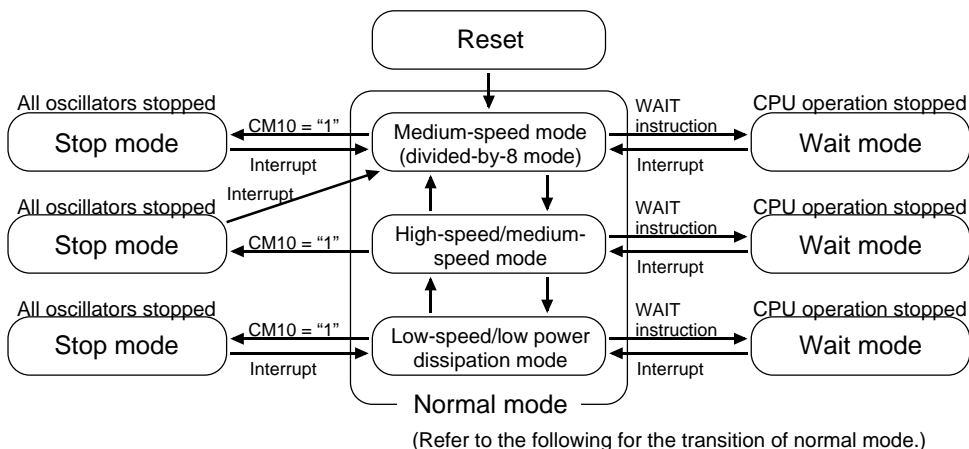 Reset
All oscillators stopped
Stop mode
CM10 = “1”
Interrupt
Medium-speed mode
(divided-by-8 mode)
WAIT
instruction
Interrupt
CPU operation stopped
Wait mode
Interrupt
All oscillators stopped
Stop mode
CM10 = “1”
High-speed/medium-
speed mode
WAIT
instruction
Interrupt
CPU operation stopped
Wait mode
All oscillators stopped
Stop mode
CM10 = “1”
Interrupt
Low-speed/low power
dissipation mode
WAIT
instruction
Interrupt
CPU operation stopped
Wait mode
Normal mode
(Refer to the following for the transition of normal mode.)